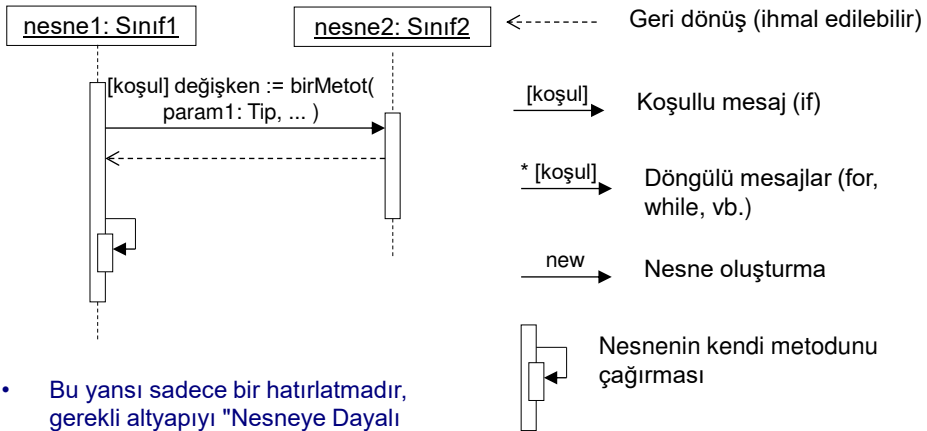 nesne1: Sınıf1
nesne2: Sınıf2
[koşul] değişken := birMetot(
param1: Tip, ... )
Geri dönüş (ihmal edilebilir)
[koşul]
Koşullu mesaj (if)
* [koşul]
Döngülü mesajlar (for,
while, vb.)
new
Nesne oluşturma
Nesnenin kendi metodunu
çağırması
• Bu yansı sadece bir hatırlatmadır,
gerekli altyapıyı "Nesneye Dayalı